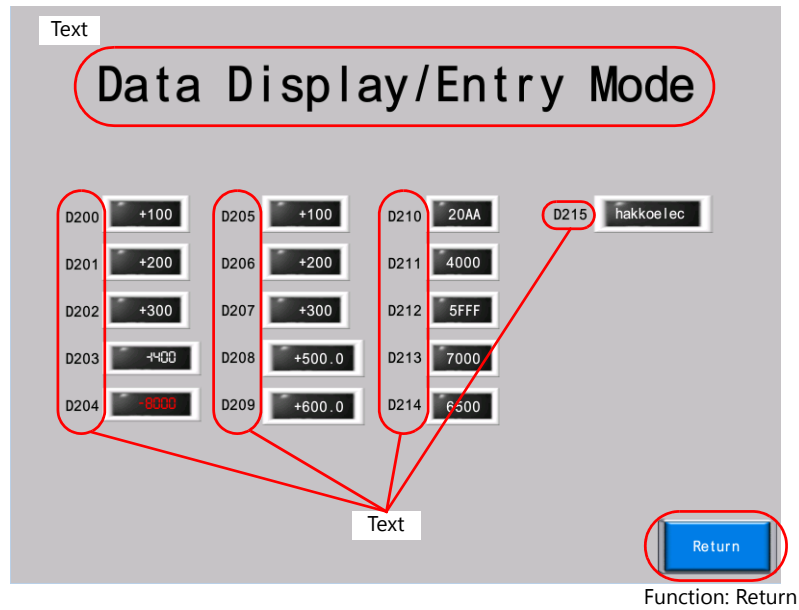 Text
Data Display/Entry Mode
D200 +100 D205 +100 D210 20AA D215 hakkoelec
D201 +200 D206 +200 D211 4000
D202 +300 D207 +300 D212 5FFF
D203 -1400 D208 +500.0 D213 7000
D204 -8000 D209 +600.0 D214 6500
Text
Return
Function: Return